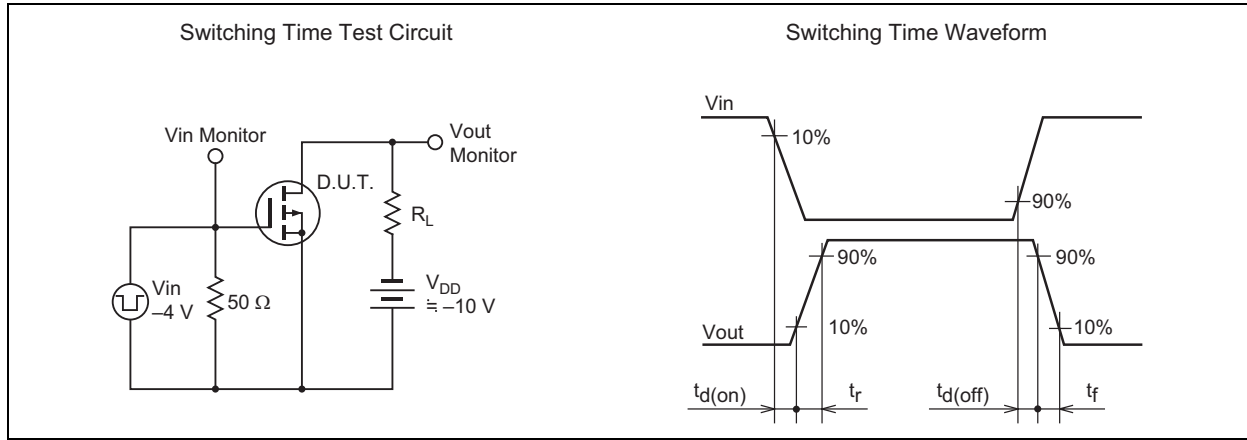 Switching Time Test Circuit
Vin Monitor
D.U.T.
Vout
Monitor
RL
Vin
–4 V
50 Ω
VDD
≒ –10 V
Switching Time Waveform
Vin
10%
90%
90%
90%
Vout
10%
10%
td(on)
tr
td(off)
tf